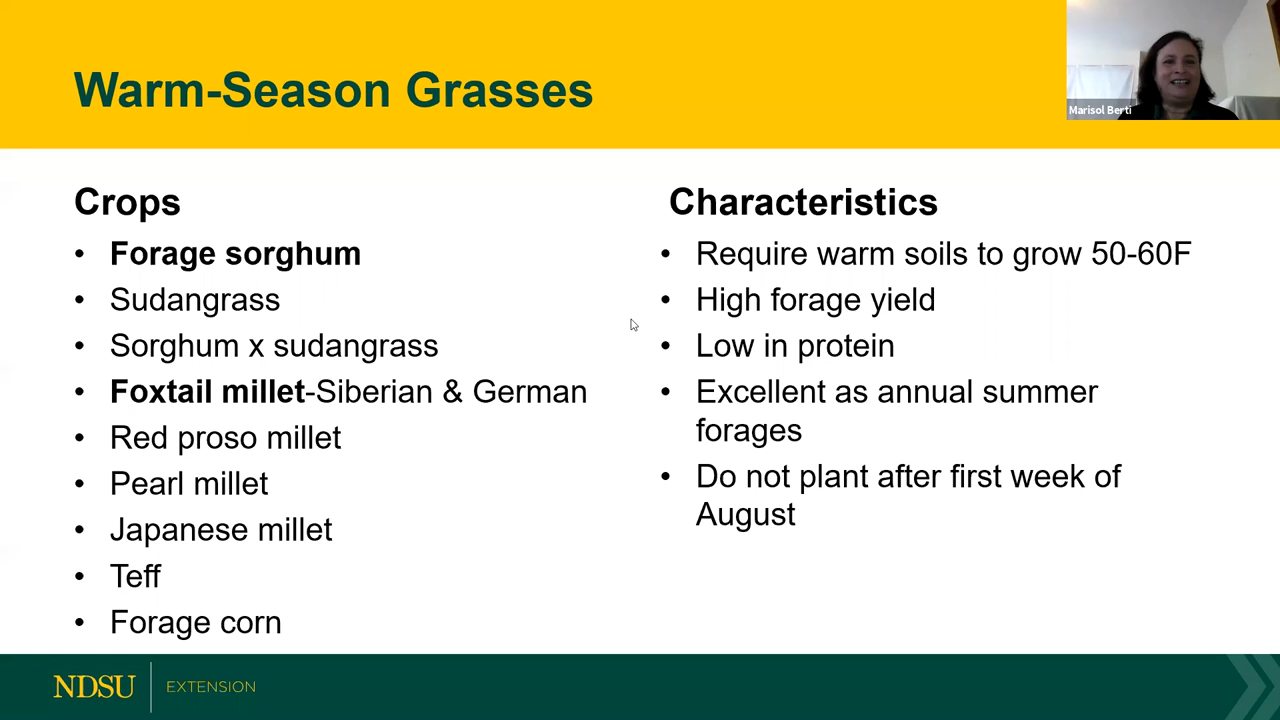 Warm-Season Grasses
Marisol Berti
Crops
• Forage sorghum
• Sudangrass
• Sorghum x sudangrass
• Foxtail millet-Siberian & German
• Red proso millet
• Pearl millet
• Japanese millet
• Teff
• Forage corn
Characteristics
• Require warm soils to grow 50-60F
• High forage yield
• Low in protein
• Excellent as annual summer
forages
• Do not plant after first week of
August
NDSU EXTENSION